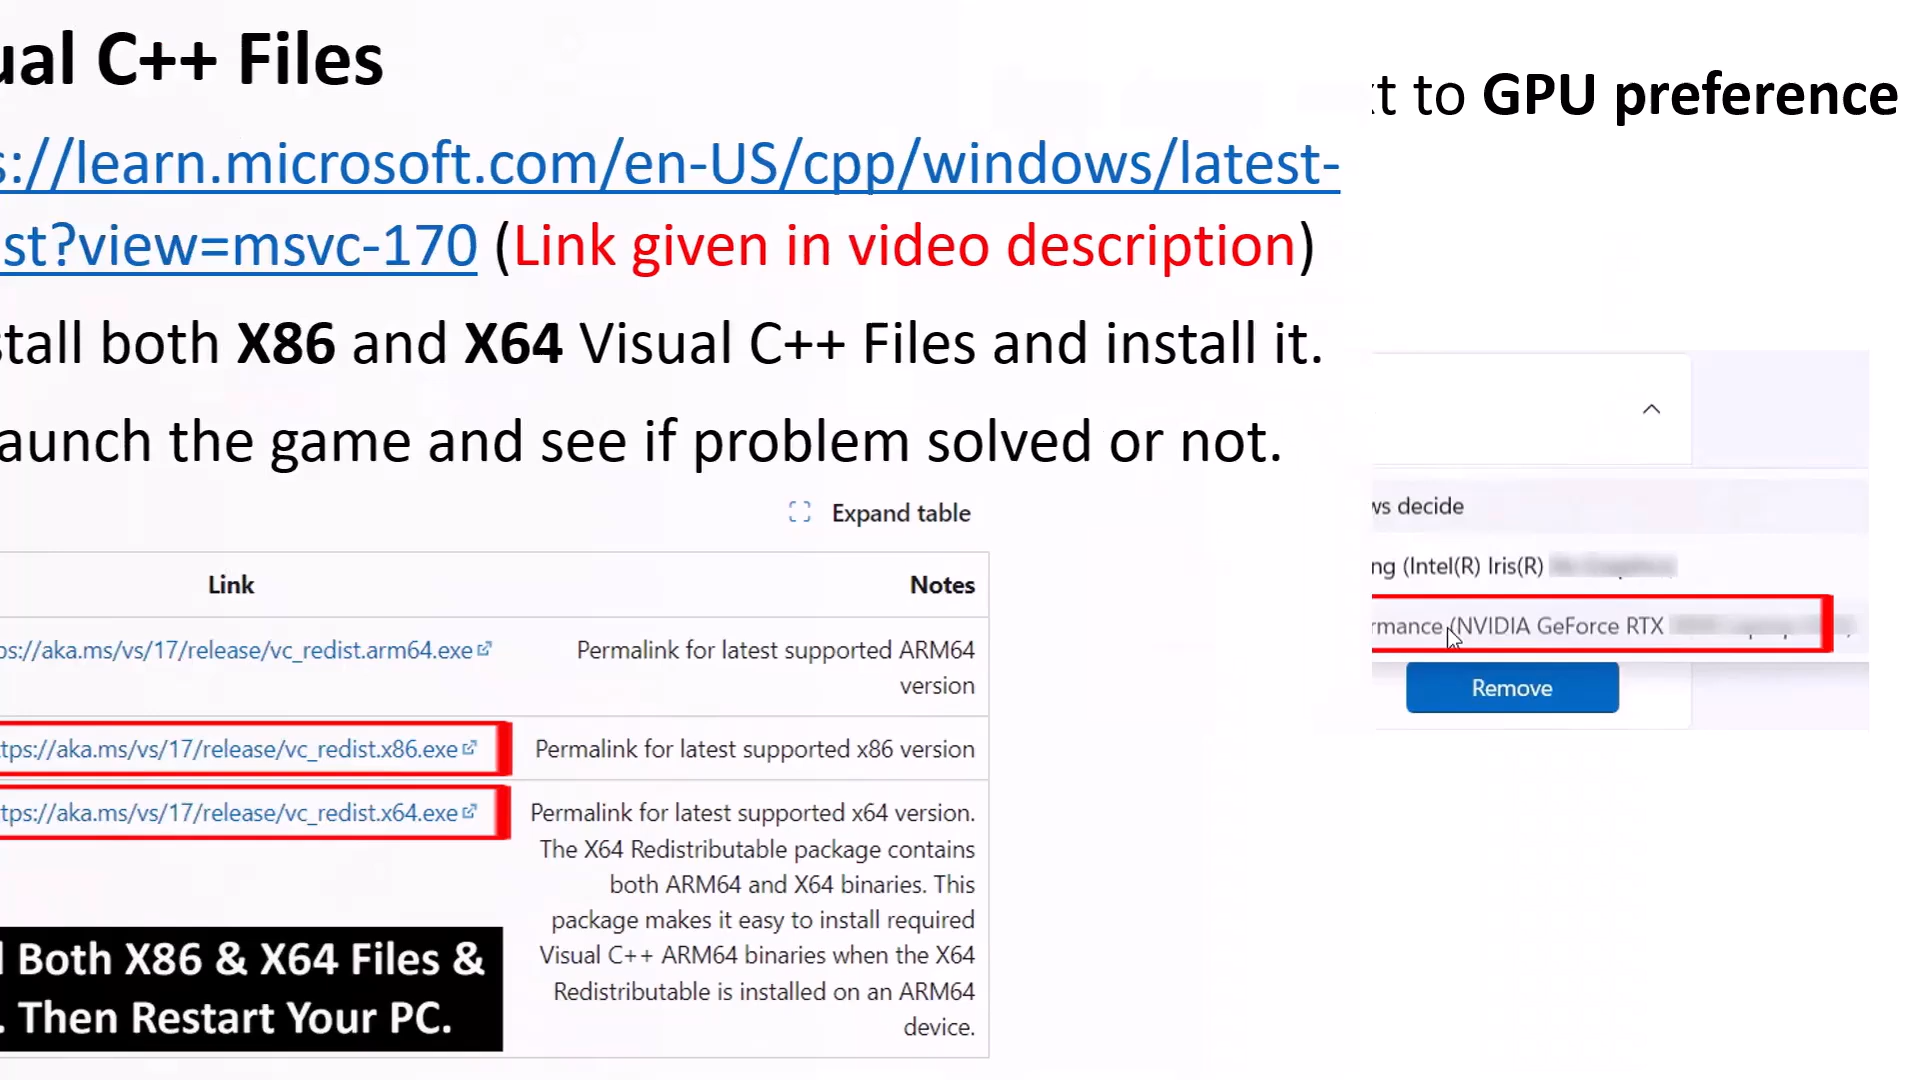 ual C++ Files
s://learn.microsoft.com/en-US/cpp/windows/latest-
st?view=msvc-170 (Link given in video description)
stall both X86 and X64 Visual C++ Files and install it.
aunch the game and see if problem solved or not.
Expand table
Link Notes
ps://aka.ms/vs/17/release/vc_redist.arm64.exe Permalink for latest supported ARM64
version
tps://aka.ms/vs/17/release/vc_redist.x86.exe Permalink for latest supported x86 version
tps://aka.ms/vs/17/release/vc_redist.x64.exe Permalink for latest supported x64 version.
The X64 Redistributable package contains
both ARM64 and X64 binaries. This
package makes it easy to install required
Visual C++ ARM64 binaries when the X64
Redistributable is installed on an ARM64
device.
l Both X86 & X64 Files &
. Then Restart Your PC.
xt to GPU preference
ws decide
ng (Intel(R) Iris(R)
rmance (NVIDIA GeForce RTX
Remove